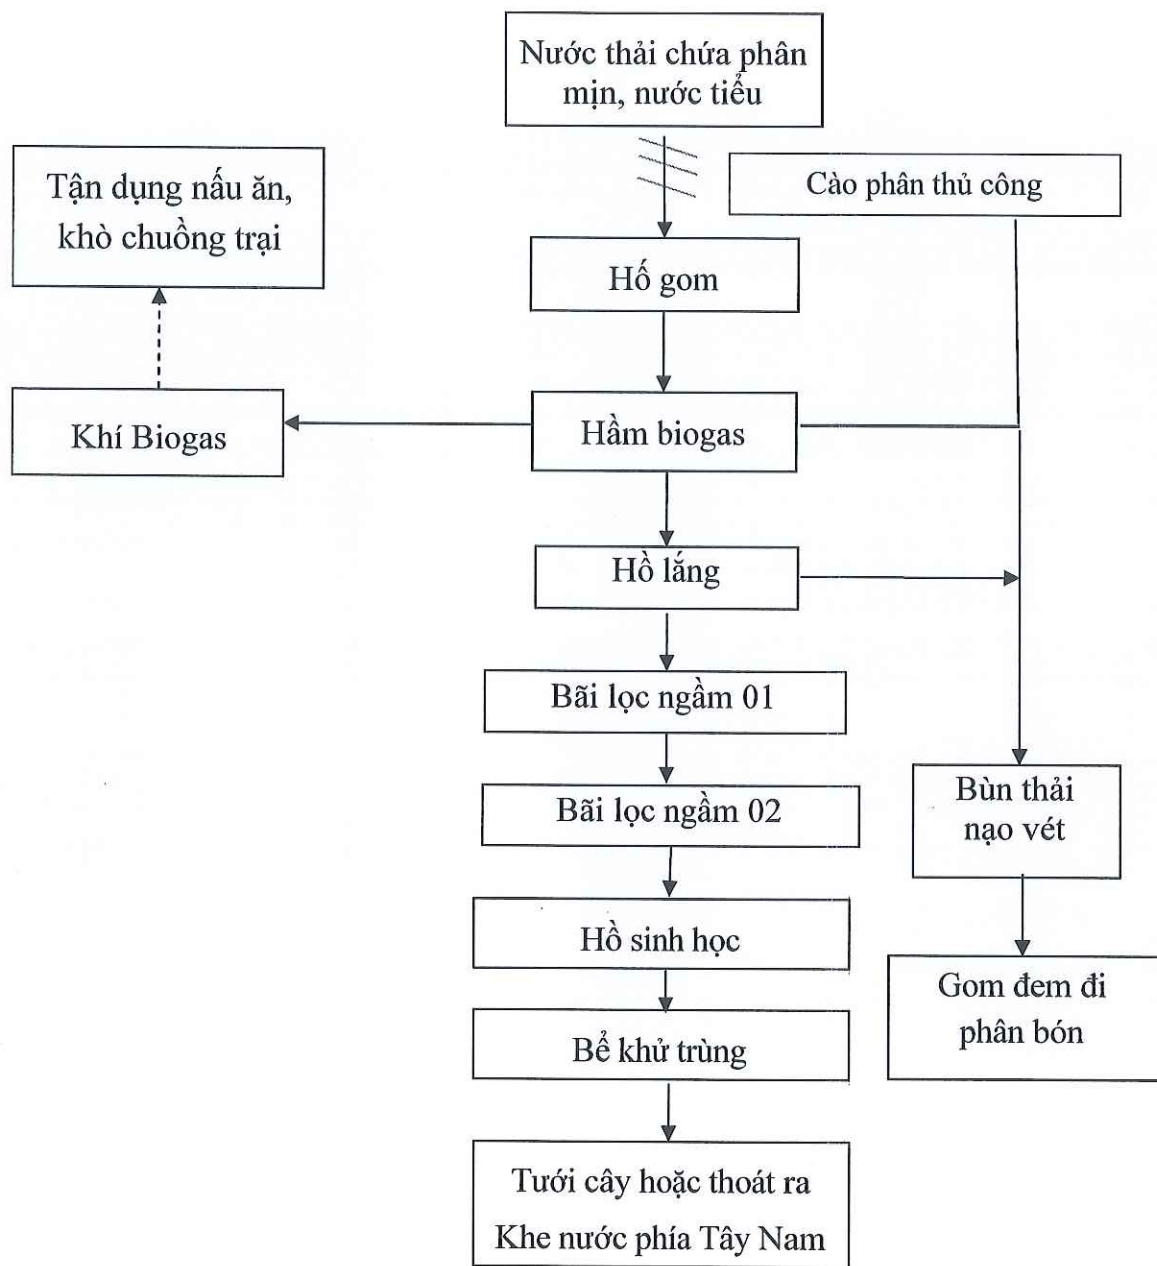 Nước thải chứa phân
mịn, nước tiểu
Cào phân thủ công
Tận dụng nấu ăn,
khò chuồng trại
Hố gom
Khí Biogas
Hầm biogas
Hồ lắng
Bãi lọc ngầm 01
Bãi lọc ngầm 02
Bùn thải
nạo vét
Hồ sinh học
Gom đem đi
phân bón
Bể khử trùng
Tưới cây hoặc thoát ra
Khe nước phía Tây Nam